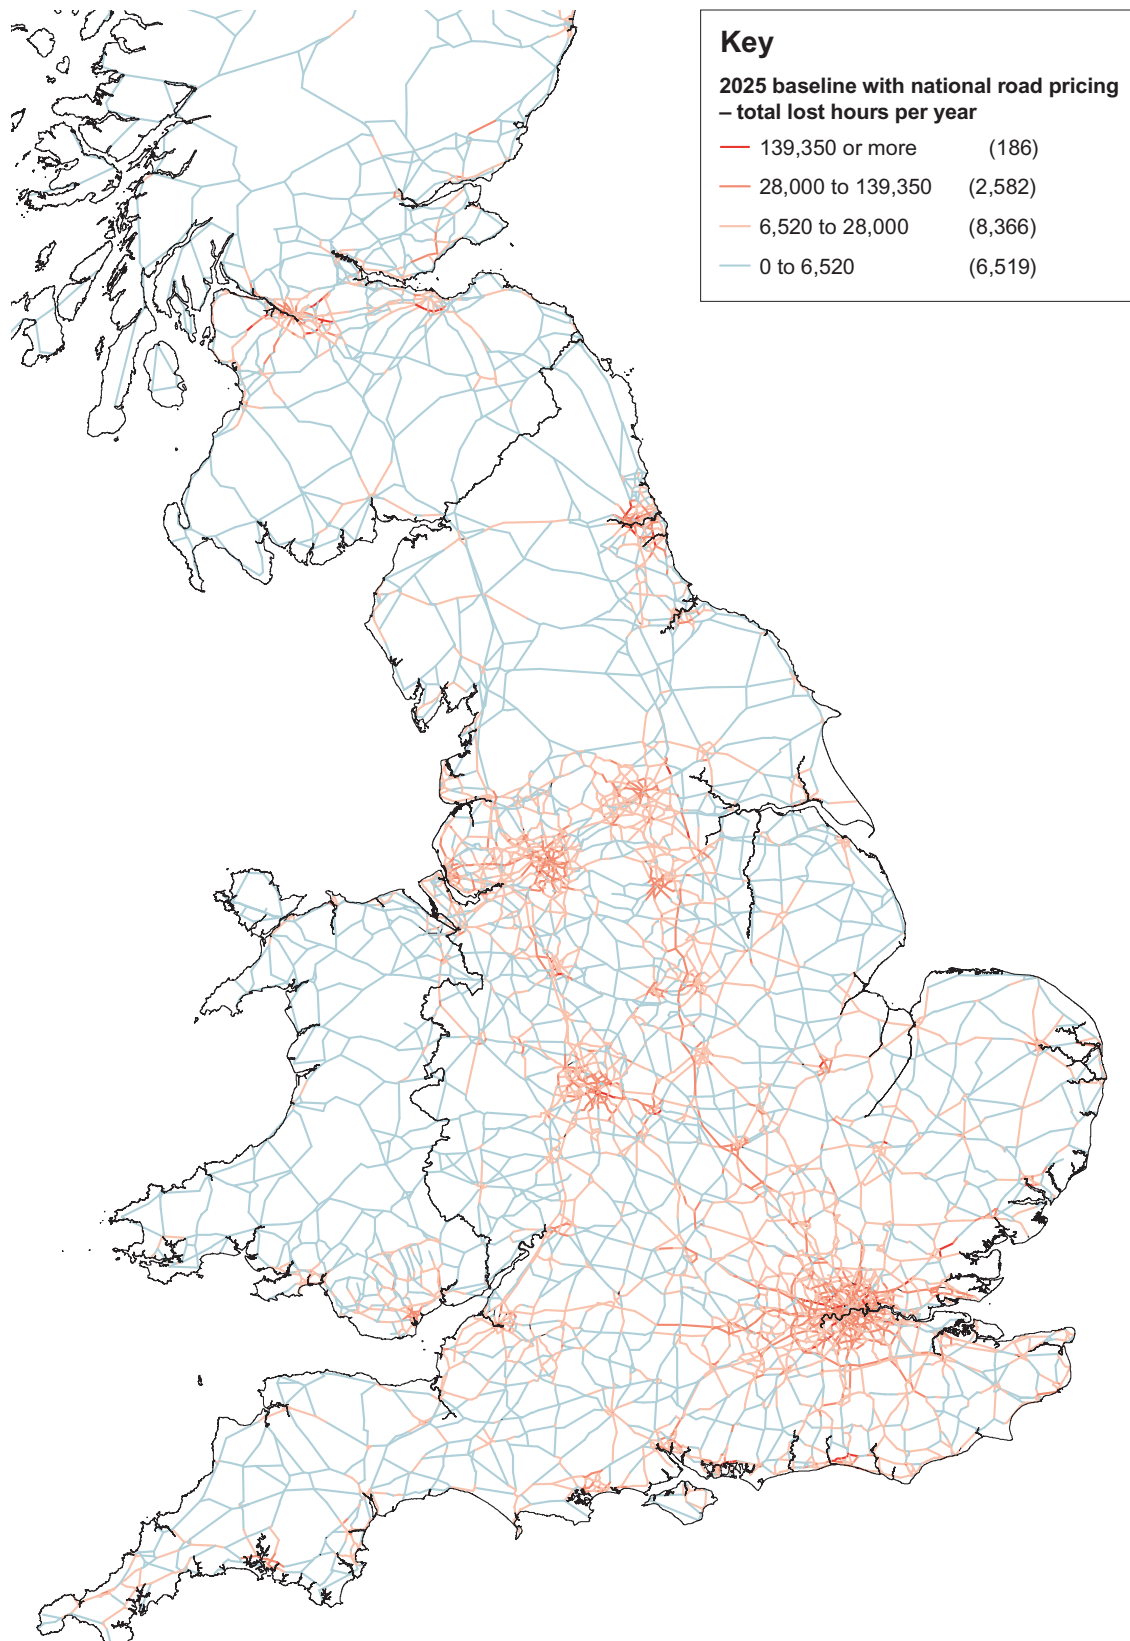 Key
2025 baseline with national road pricing
– total lost hours per year
139,350 or more (186)
28,000 to 139,350 (2,582)
6,520 to 28,000 (8,366)
0 to 6,520 (6,519)